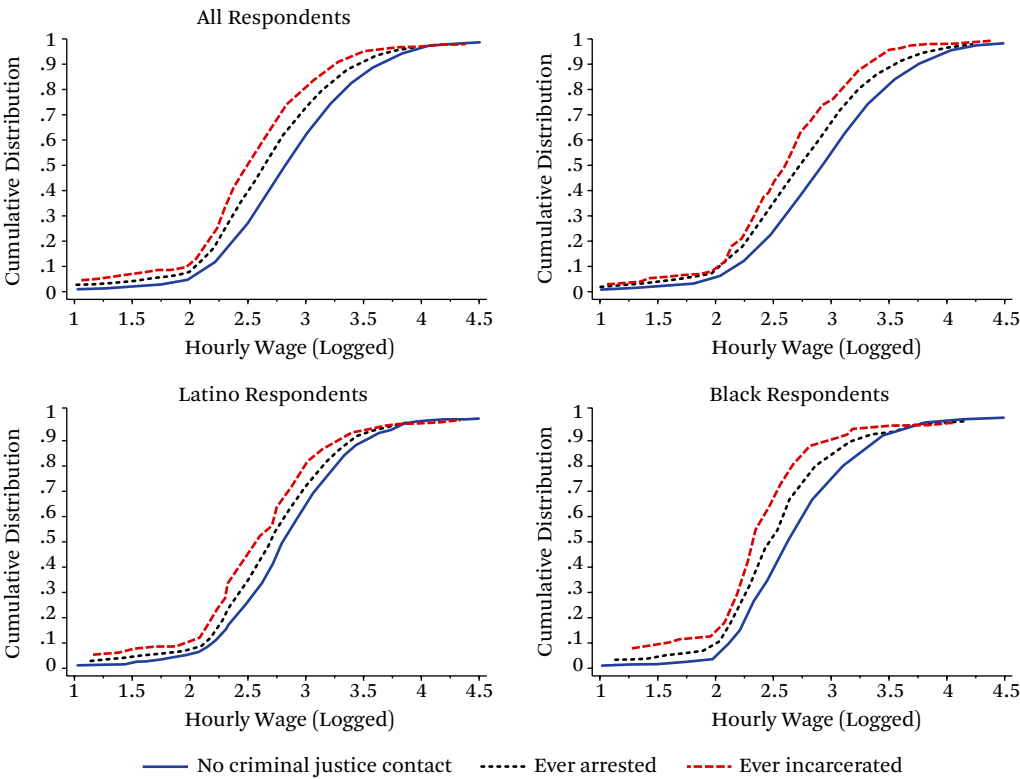 All Respondents
Cumulative Distribution
1
.9
.8
.7
.6
.5
.4
.3
.2
.1
0
1 1.5 2 2.5 3 3.5 4 4.5
Hourly Wage (Logged)
Cumulative Distribution
1
.9
.8
.7
.6
.5
.4
.3
.2
.1
0
1 1.5 2 2.5 3 3.5 4 4.5
Hourly Wage (Logged)
Latino Respondents
Cumulative Distribution
1
.9
.8
.7
.6
.5
.4
.3
.2
.1
0
1 1.5 2 2.5 3 3.5 4 4.5
Hourly Wage (Logged)
Black Respondents
Cumulative Distribution
1
.9
.8
.7
.6
.5
.4
.3
.2
.1
0
1 1.5 2 2.5 3 3.5 4 4.5
Hourly Wage (Logged)
No criminal justice contact Ever arrested Ever incarcerated